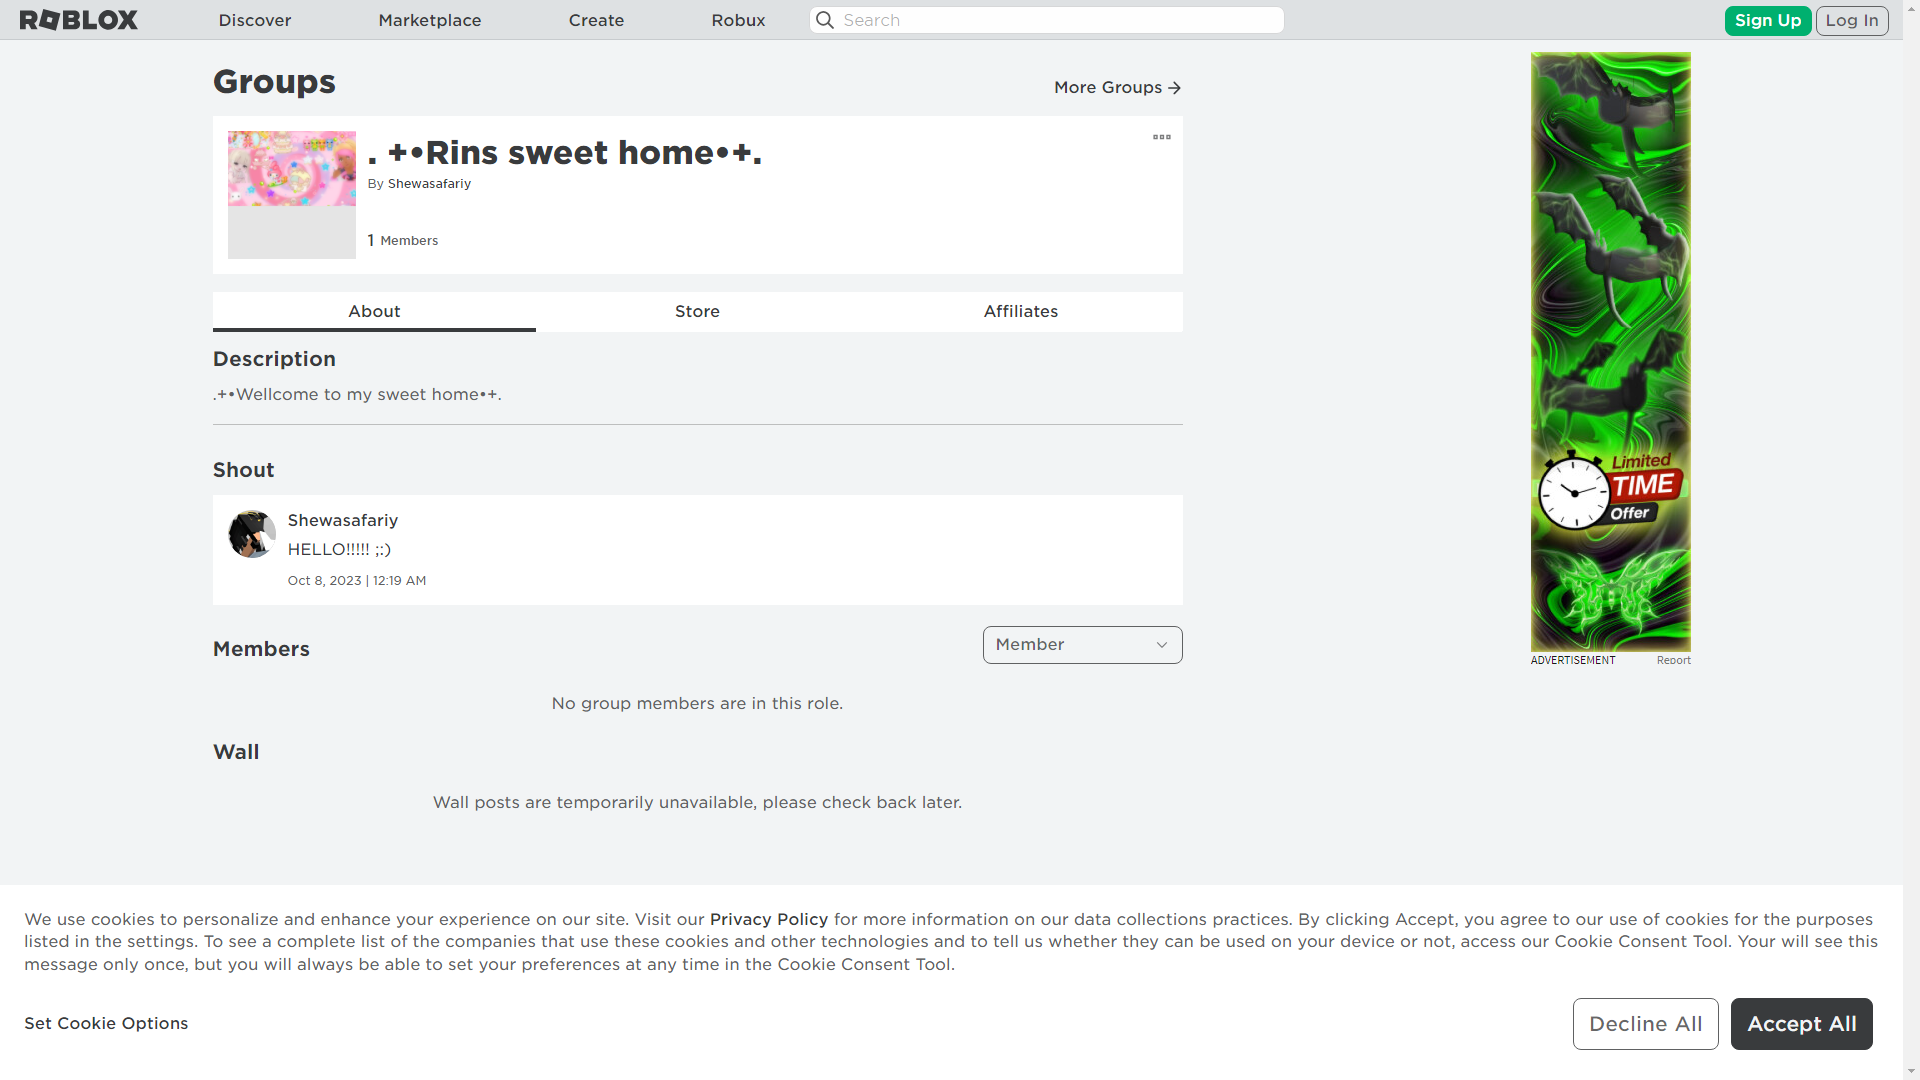 ROBLOX
Discover
Marketplace
Create
Robux
Search
Sign Up
Log In
Groups
More Groups
. +•Rins sweet home•+.
By Shewasafariy
1 Members
About
Store
Affiliates
Description
.+•Wellcome to my sweet home•+.
Shout
Shewasafariy
HELLO!!!!! ;:)
Oct 8, 2023 | 12:19 AM
Members
Member
No group members are in this role.
Wall
Wall posts are temporarily unavailable, please check back later.
Limited
TIME
Offer
ADVERTISEMENT
Report
We use cookies to personalize and enhance your experience on our site. Visit our Privacy Policy for more information on our data collections practices. By clicking Accept, you agree to our use of cookies for the purposes
listed in the settings. To see a complete list of the companies that use these cookies and other technologies and to tell us whether they can be used on your device or not, access our Cookie Consent Tool. Your will see this
message only once, but you will always be able to set your preferences at any time in the Cookie Consent Tool.
Set Cookie Options
Decline All
Accept All